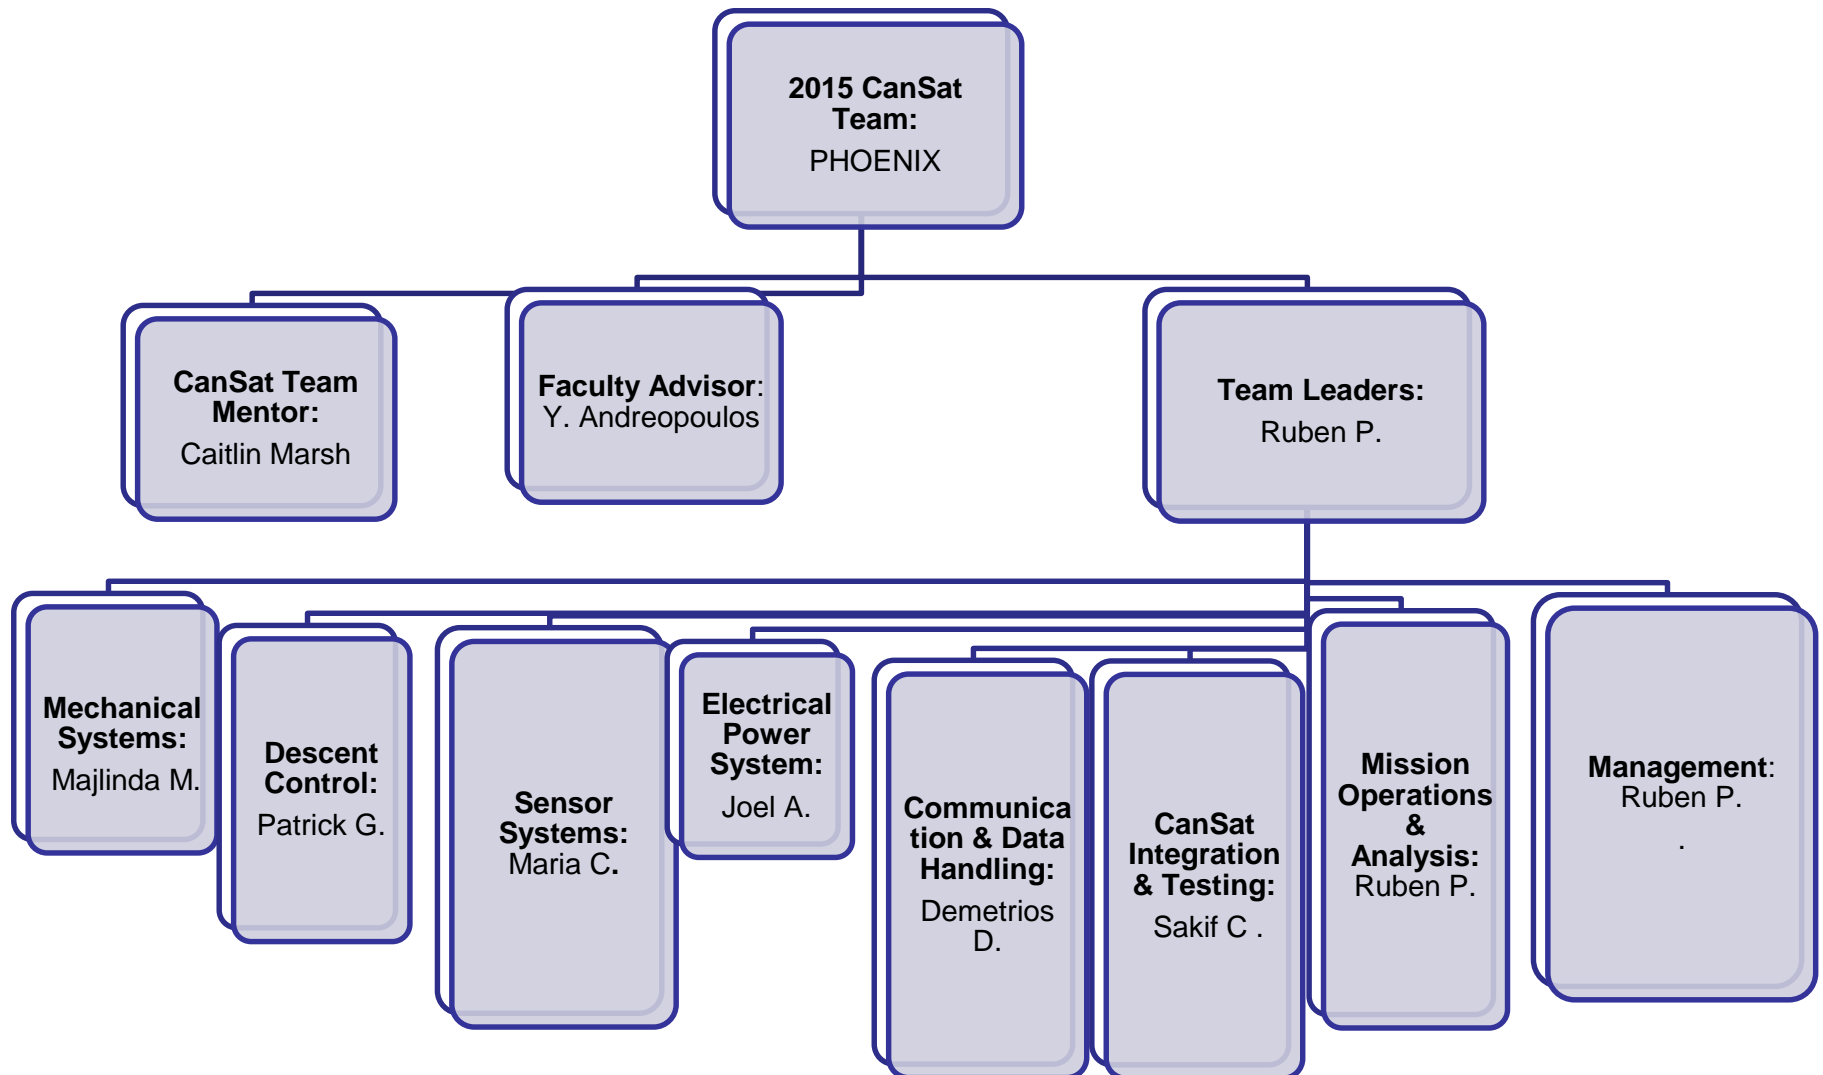 2015 CanSat
Team:
PHOENIX
CanSat Team
Mentor:
Caitlin Marsh
Faculty Advisor:
Y. Andreopoulos
Team Leaders:
Ruben P.
Mechanical
Systems:
Majlinda M.
Descent
Control:
Patrick G.
Sensor
Systems:
Maria C.
Electrical
Power
System:
Joel A.
Communica
tion & Data
Handling:
Demetrios
D.
CanSat
Integration
& Testing:
Sakif C .
Mission
Operations
&
Analysis:
Ruben P.
Management:
Ruben P.
.